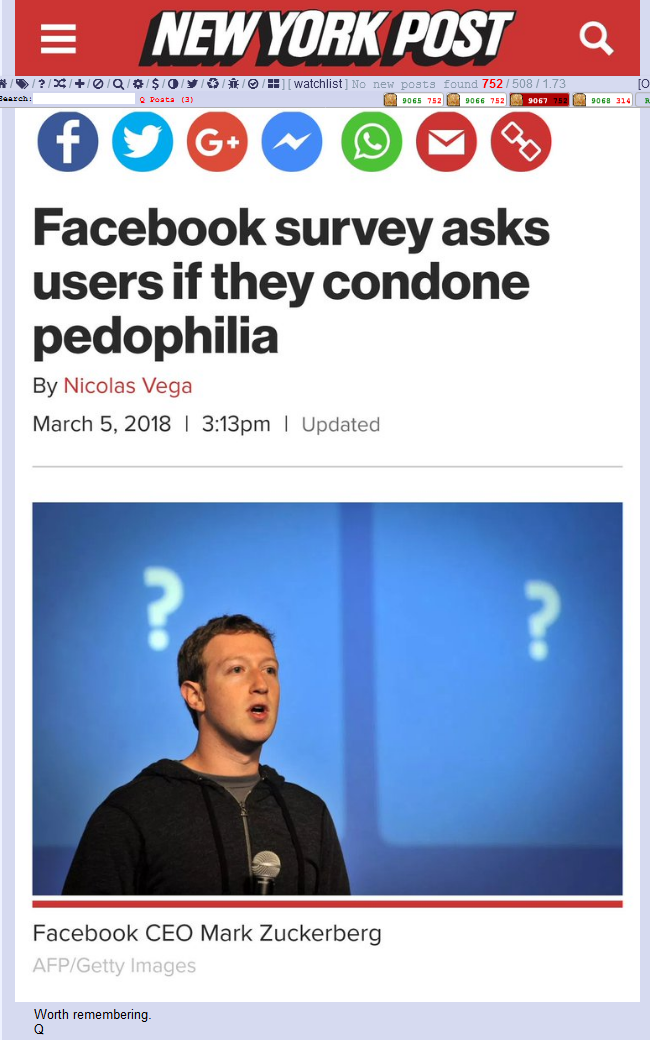 NEW YORK POST
/ / ? / / + / / / / $ / / / / / / ] [ watchlist ] No new posts found 752 / 508 / 1.73 [O
Search: Q Posts (3) 9065 752 9066 752 9067 752 9068 314
Facebook survey asks
users if they condone
pedophilia
By Nicolas Vega
March 5, 2018 | 3:13pm | Updated
? ?
Facebook CEO Mark Zuckerberg
AFP/Getty Images
Worth remembering.
Q